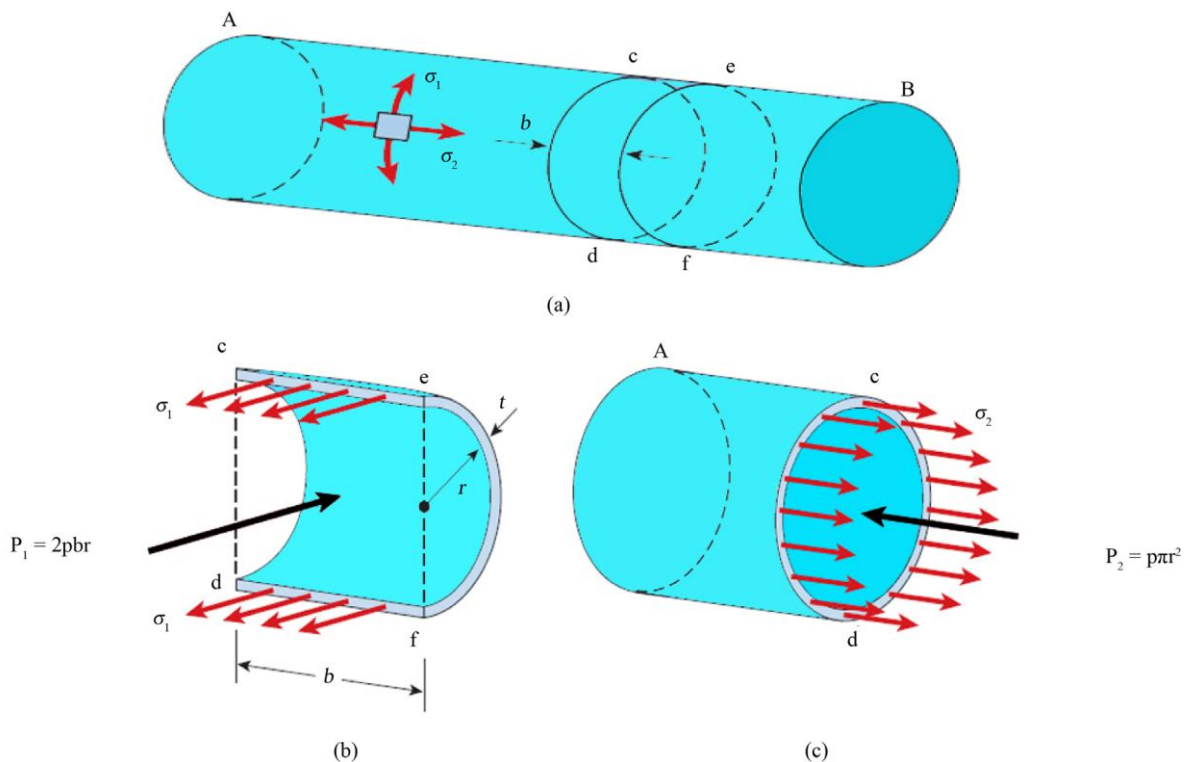 A
c
e
B
σ₁
b
σ₂
d
f
(a)
c
e
t
σ₁
r
P₁ = 2pbr
d
σ₁
f
b
(b)
A
c
σ₂
P₂ = pπr²
d
(c)